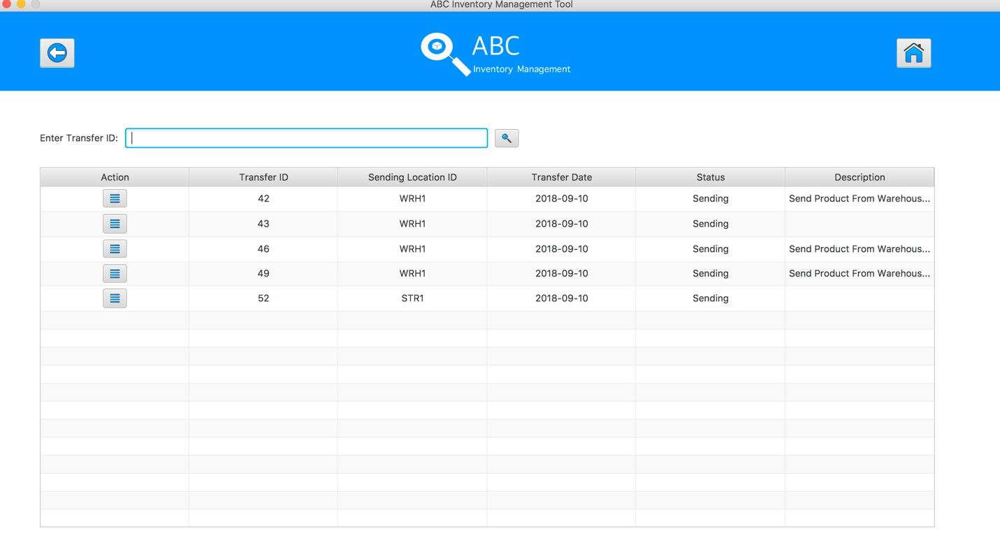 ABC Inventory Management Tool
ABC
Inventory Management
Enter Transfer ID:
Action Transfer ID Sending Location ID Transfer Date Status Description
42 WRH1 2018-09-10 Sending Send Product From Warehous...
43 WRH1 2018-09-10 Sending
46 WRH1 2018-09-10 Sending Send Product From Warehous...
49 WRH1 2018-09-10 Sending Send Product From Warehous...
52 STR1 2018-09-10 Sending